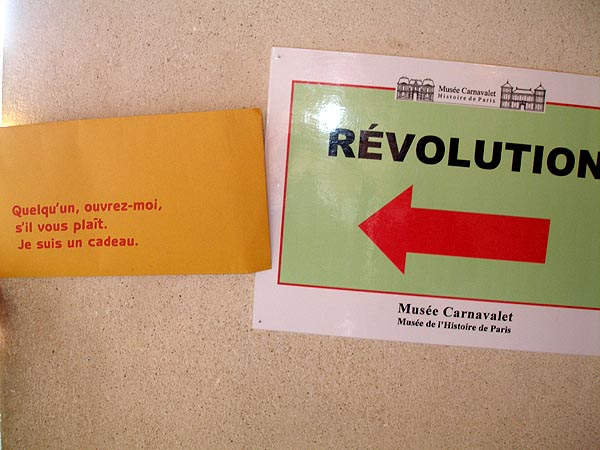 Quelqu'un, ouvrez-moi,
s'il vous plaît.
Je suis un cadeau.
Musée Carnavalet
Histoire de Paris
RÉVOLUTION
Musée Carnavalet
Musée de l'Histoire de Paris